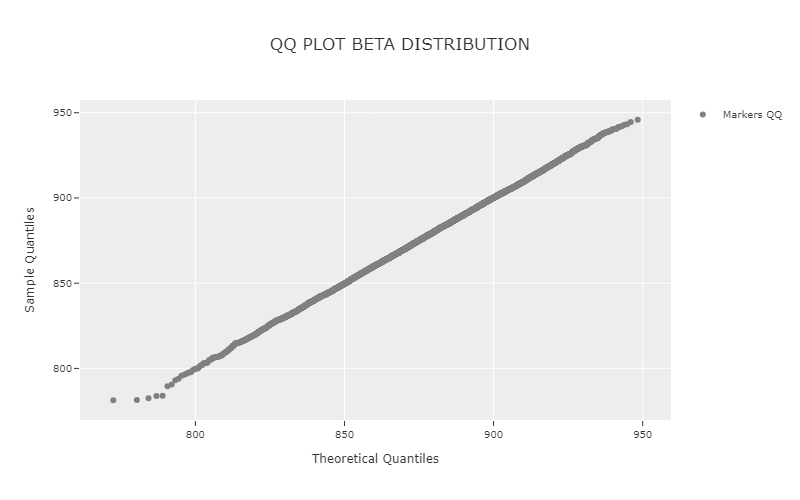 QQ PLOT BETA DISTRIBUTION
Markers QQ
950
900
850
800
Sample Quantiles
800
850
900
950
Theoretical Quantiles